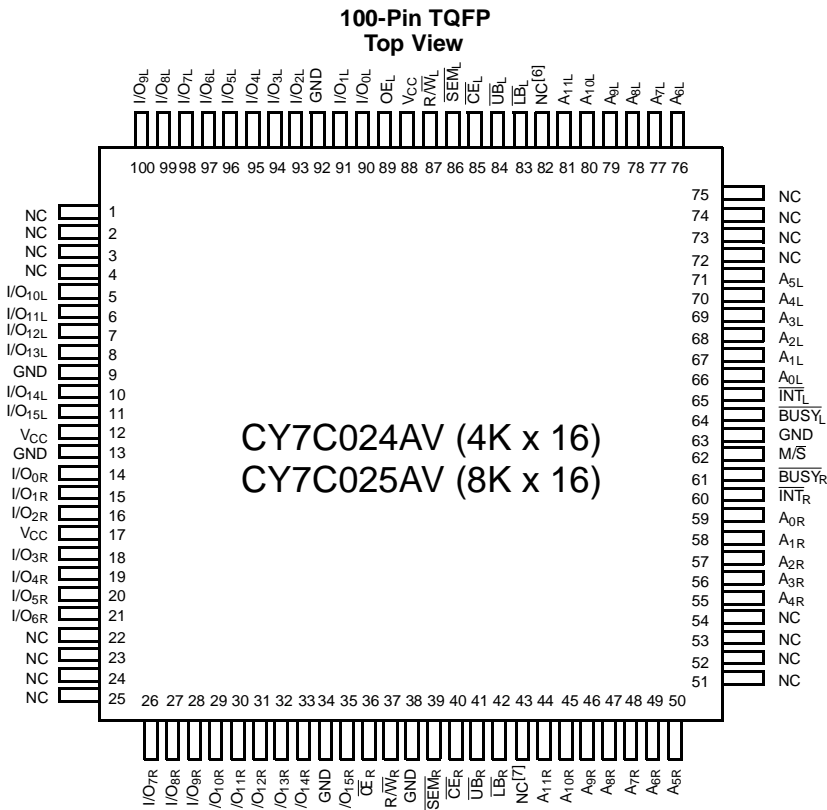 100-Pin TQFP
Top View
I/O9L I/O8L I/O7L I/O6L I/O5L I/O4L I/O3L I/O2L GND I/O1L I/O0L OEL VCC R/WL SEML CEL UBL LBL NC[6] A11L A10L A9L A8L A7L A6L
100 99 98 97 96 95 94 93 92 91 90 89 88 87 86 85 84 83 82 81 80 79 78 77 76
NC 1
NC 2
NC 3
NC 4
I/O10L 5
I/O11L 6
I/O12L 7
I/O13L 8
GND 9
I/O14L 10
I/O15L 11
VCC 12
GND 13
I/O0R 14
I/O1R 15
I/O2R 16
VCC 17
I/O3R 18
I/O4R 19
I/O5R 20
I/O6R 21
NC 22
NC 23
NC 24
NC 25
CY7C024AV (4K x 16)
CY7C025AV (8K x 16)
75 NC
74 NC
73 NC
72 NC
71 A5L
70 A4L
69 A3L
68 A2L
67 A1L
66 A0L
65 INTL
64 BUSYL
63 GND
62 M/S
61 BUSYR
60 INTR
59 A0R
58 A1R
57 A2R
56 A3R
55 A4R
54 NC
53 NC
52 NC
51 NC
26 27 28 29 30 31 32 33 34 35 36 37 38 39 40 41 42 43 44 45 46 47 48 49 50
I/O7R I/O8R I/O9R /O10R /O11R /O12R /O13R /O14R GND /O15R OER R/WR GND SEMR CER UBR LBR NC[7] A11R A10R A9R A8R A7R A6R A5R